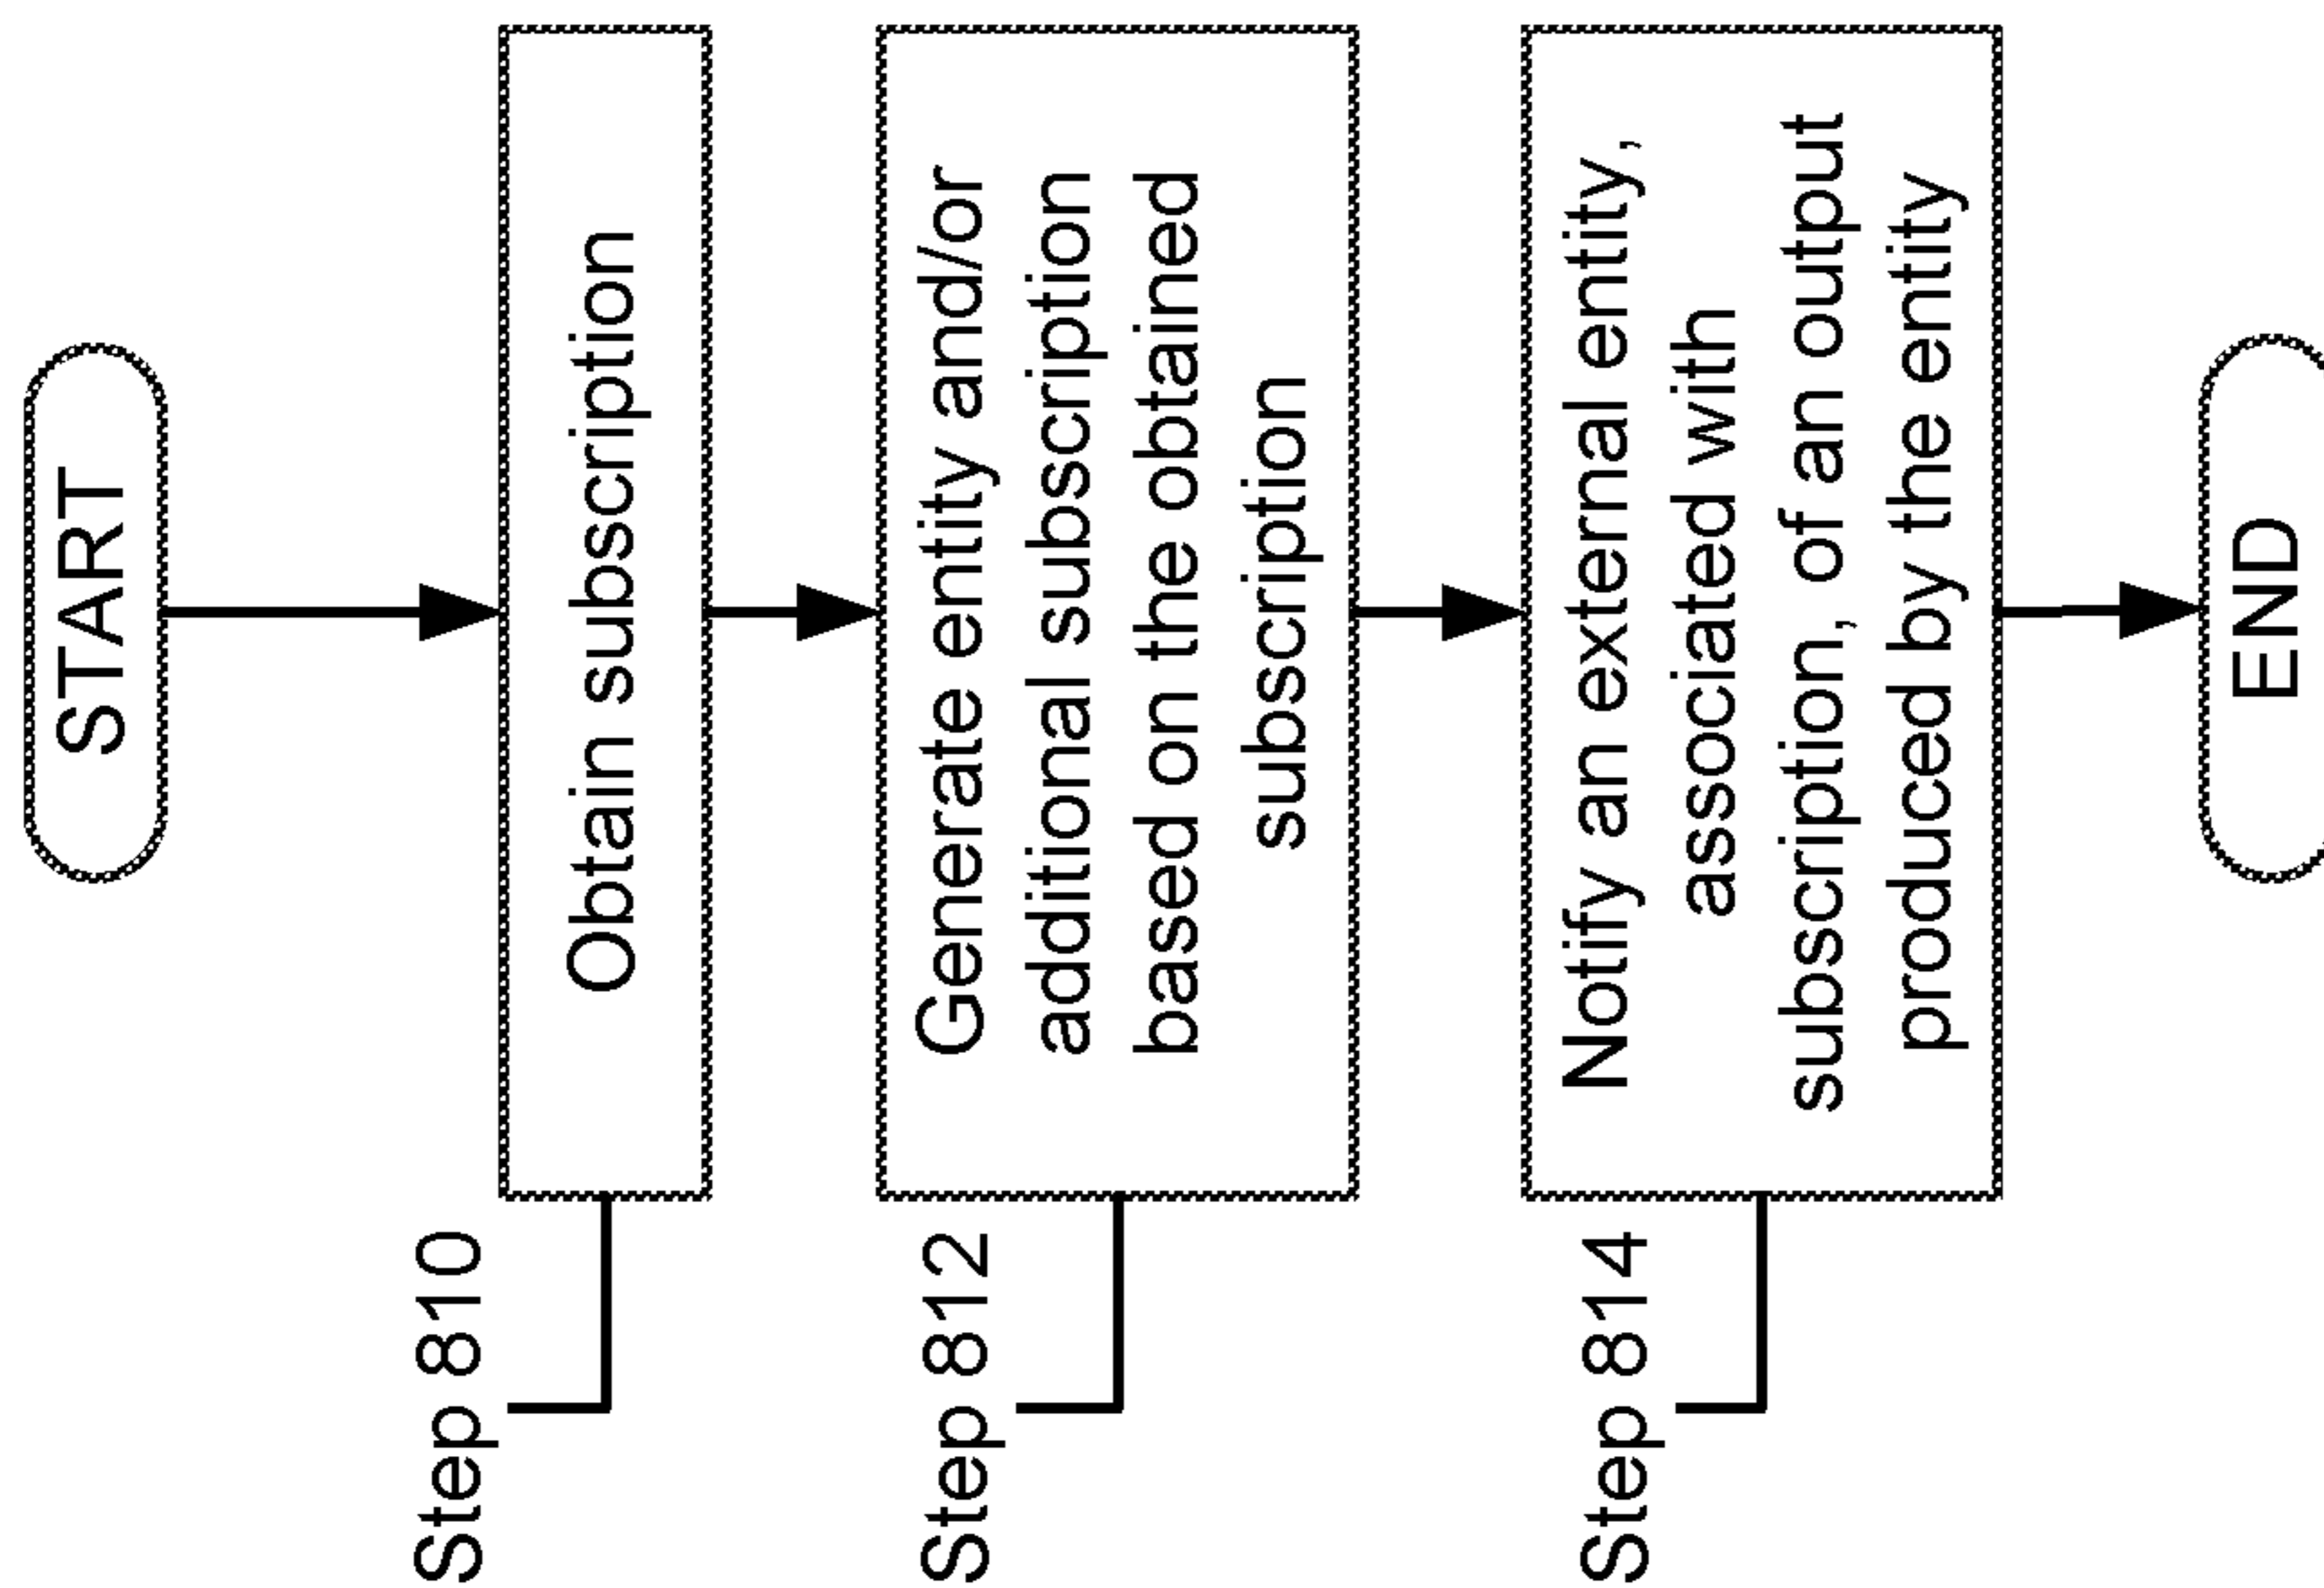 START
Step 810
Obtain subscription
Step 812
Generate entity and/or
additional subscription
based on the obtained
subscription
Step 814
Notify an external entity,
associated with
subscription, of an output
produced by the entity
END